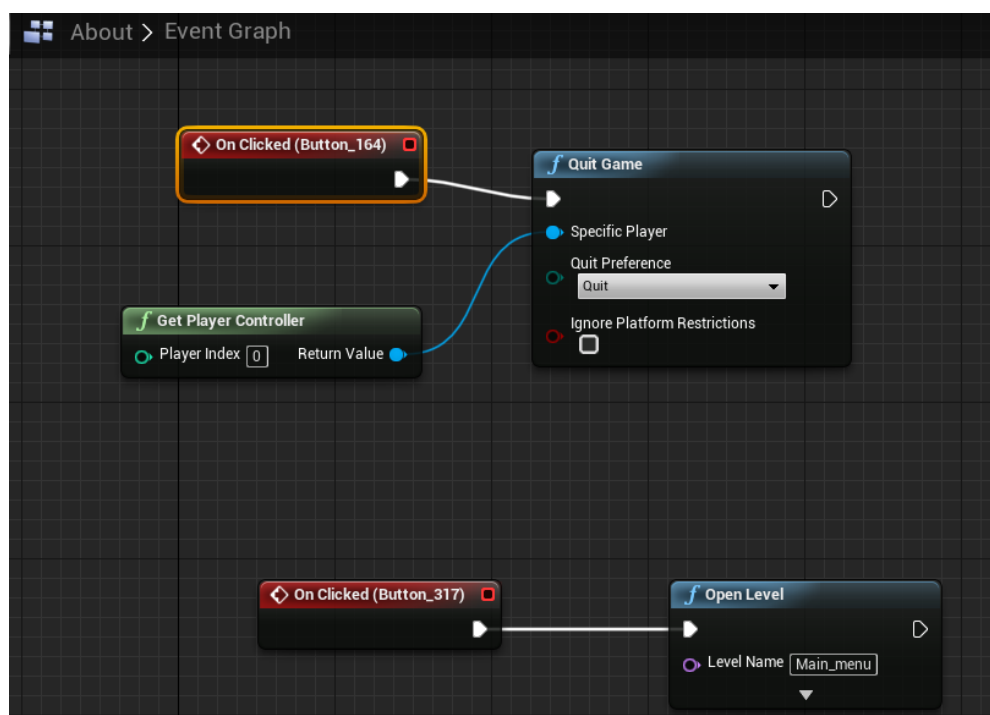 About > Event Graph
On Clicked (Button_164)
f Quit Game
Specific Player
Quit Preference
Quit
Ignore Platform Restrictions
f Get Player Controller
Player Index 0 Return Value
On Clicked (Button_317)
f Open Level
Level Name Main_menu